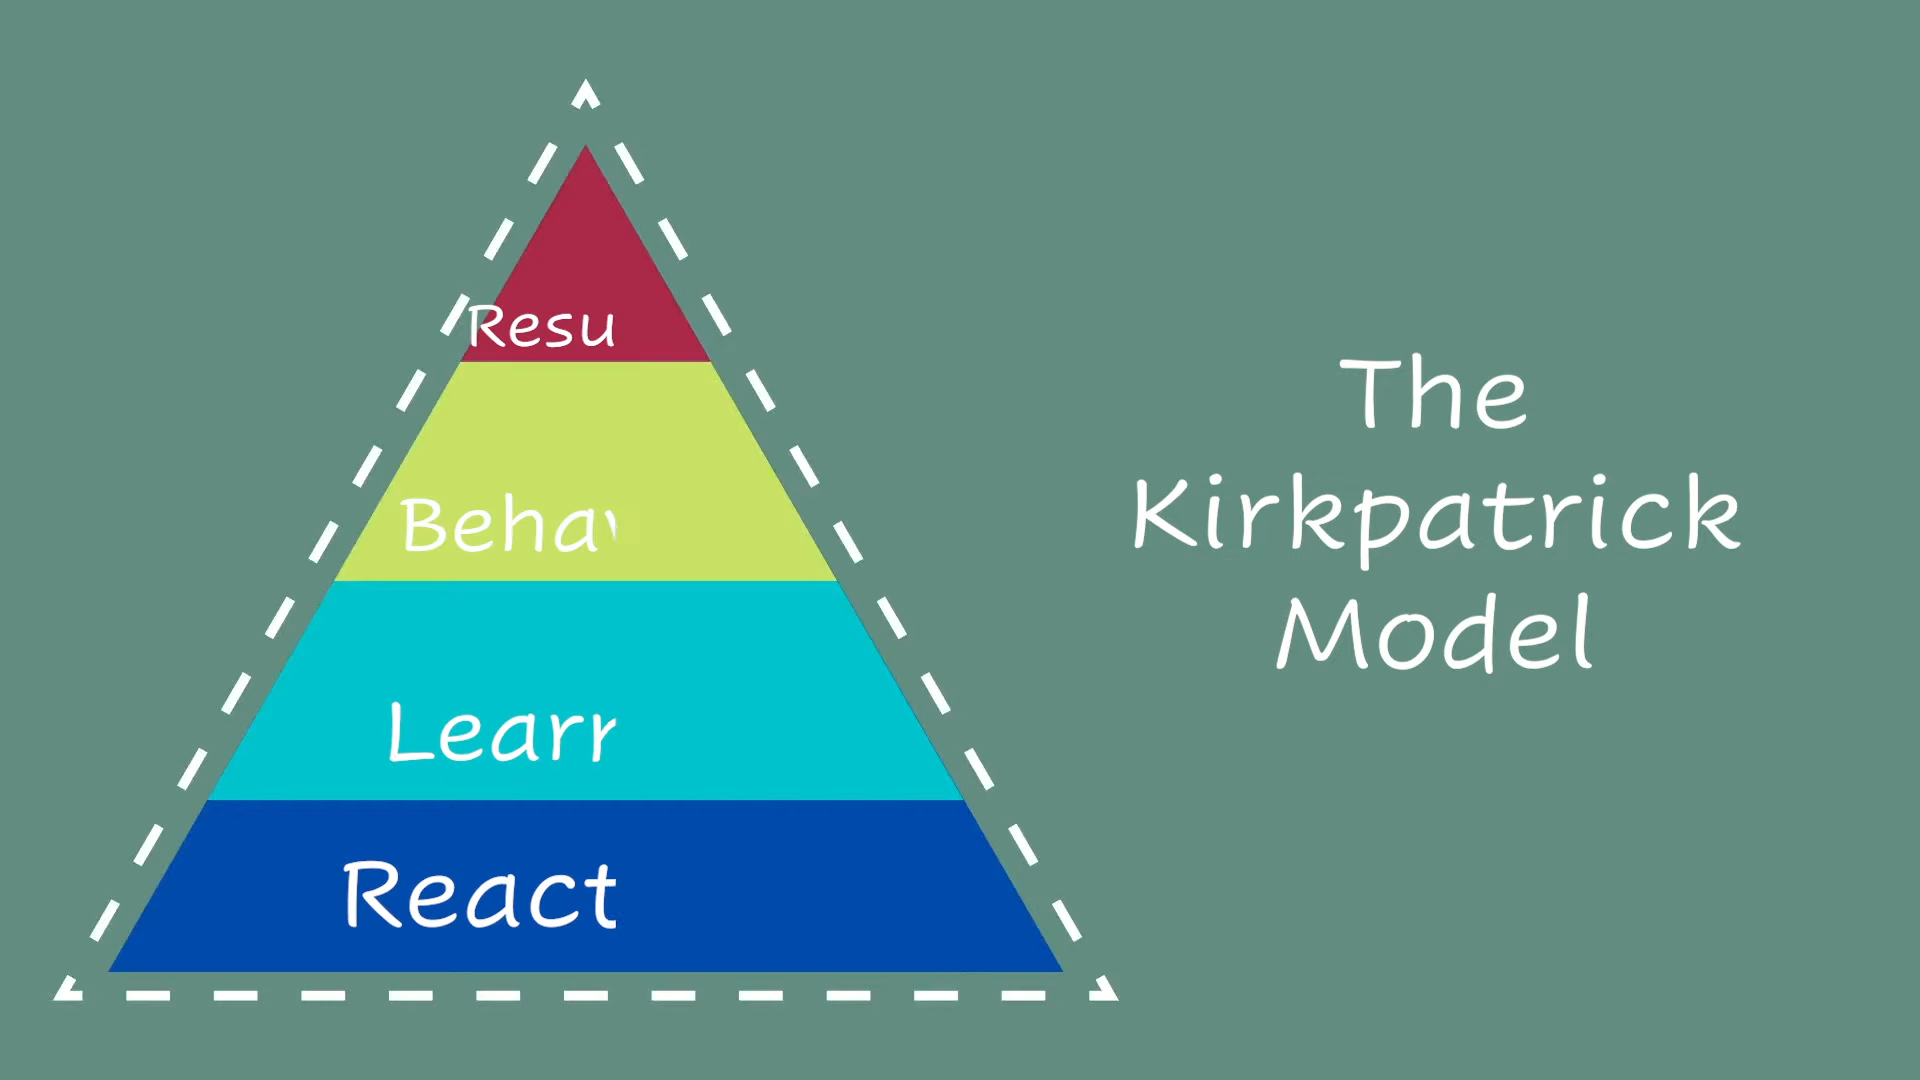 Resu
Beha
Lear
React
The
Kirkpatrick
Model